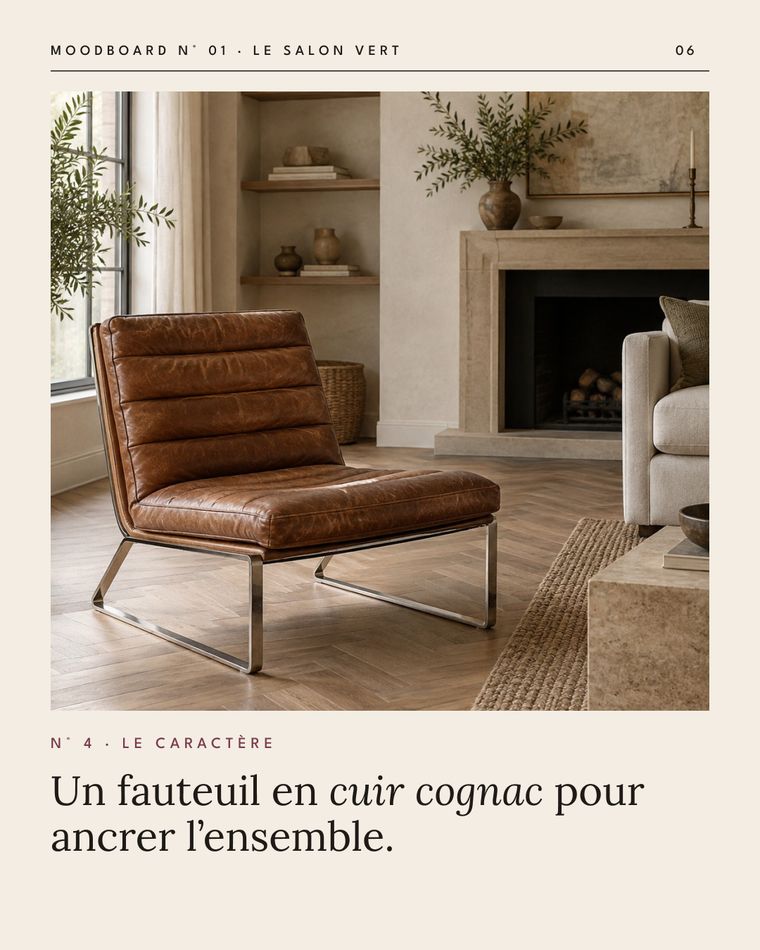 MOODBOARD N° 01 · LE SALON VERT 06
N° 4 · LE CARACTÈRE
Un fauteuil en cuir cognac pour
ancrer l’ensemble.